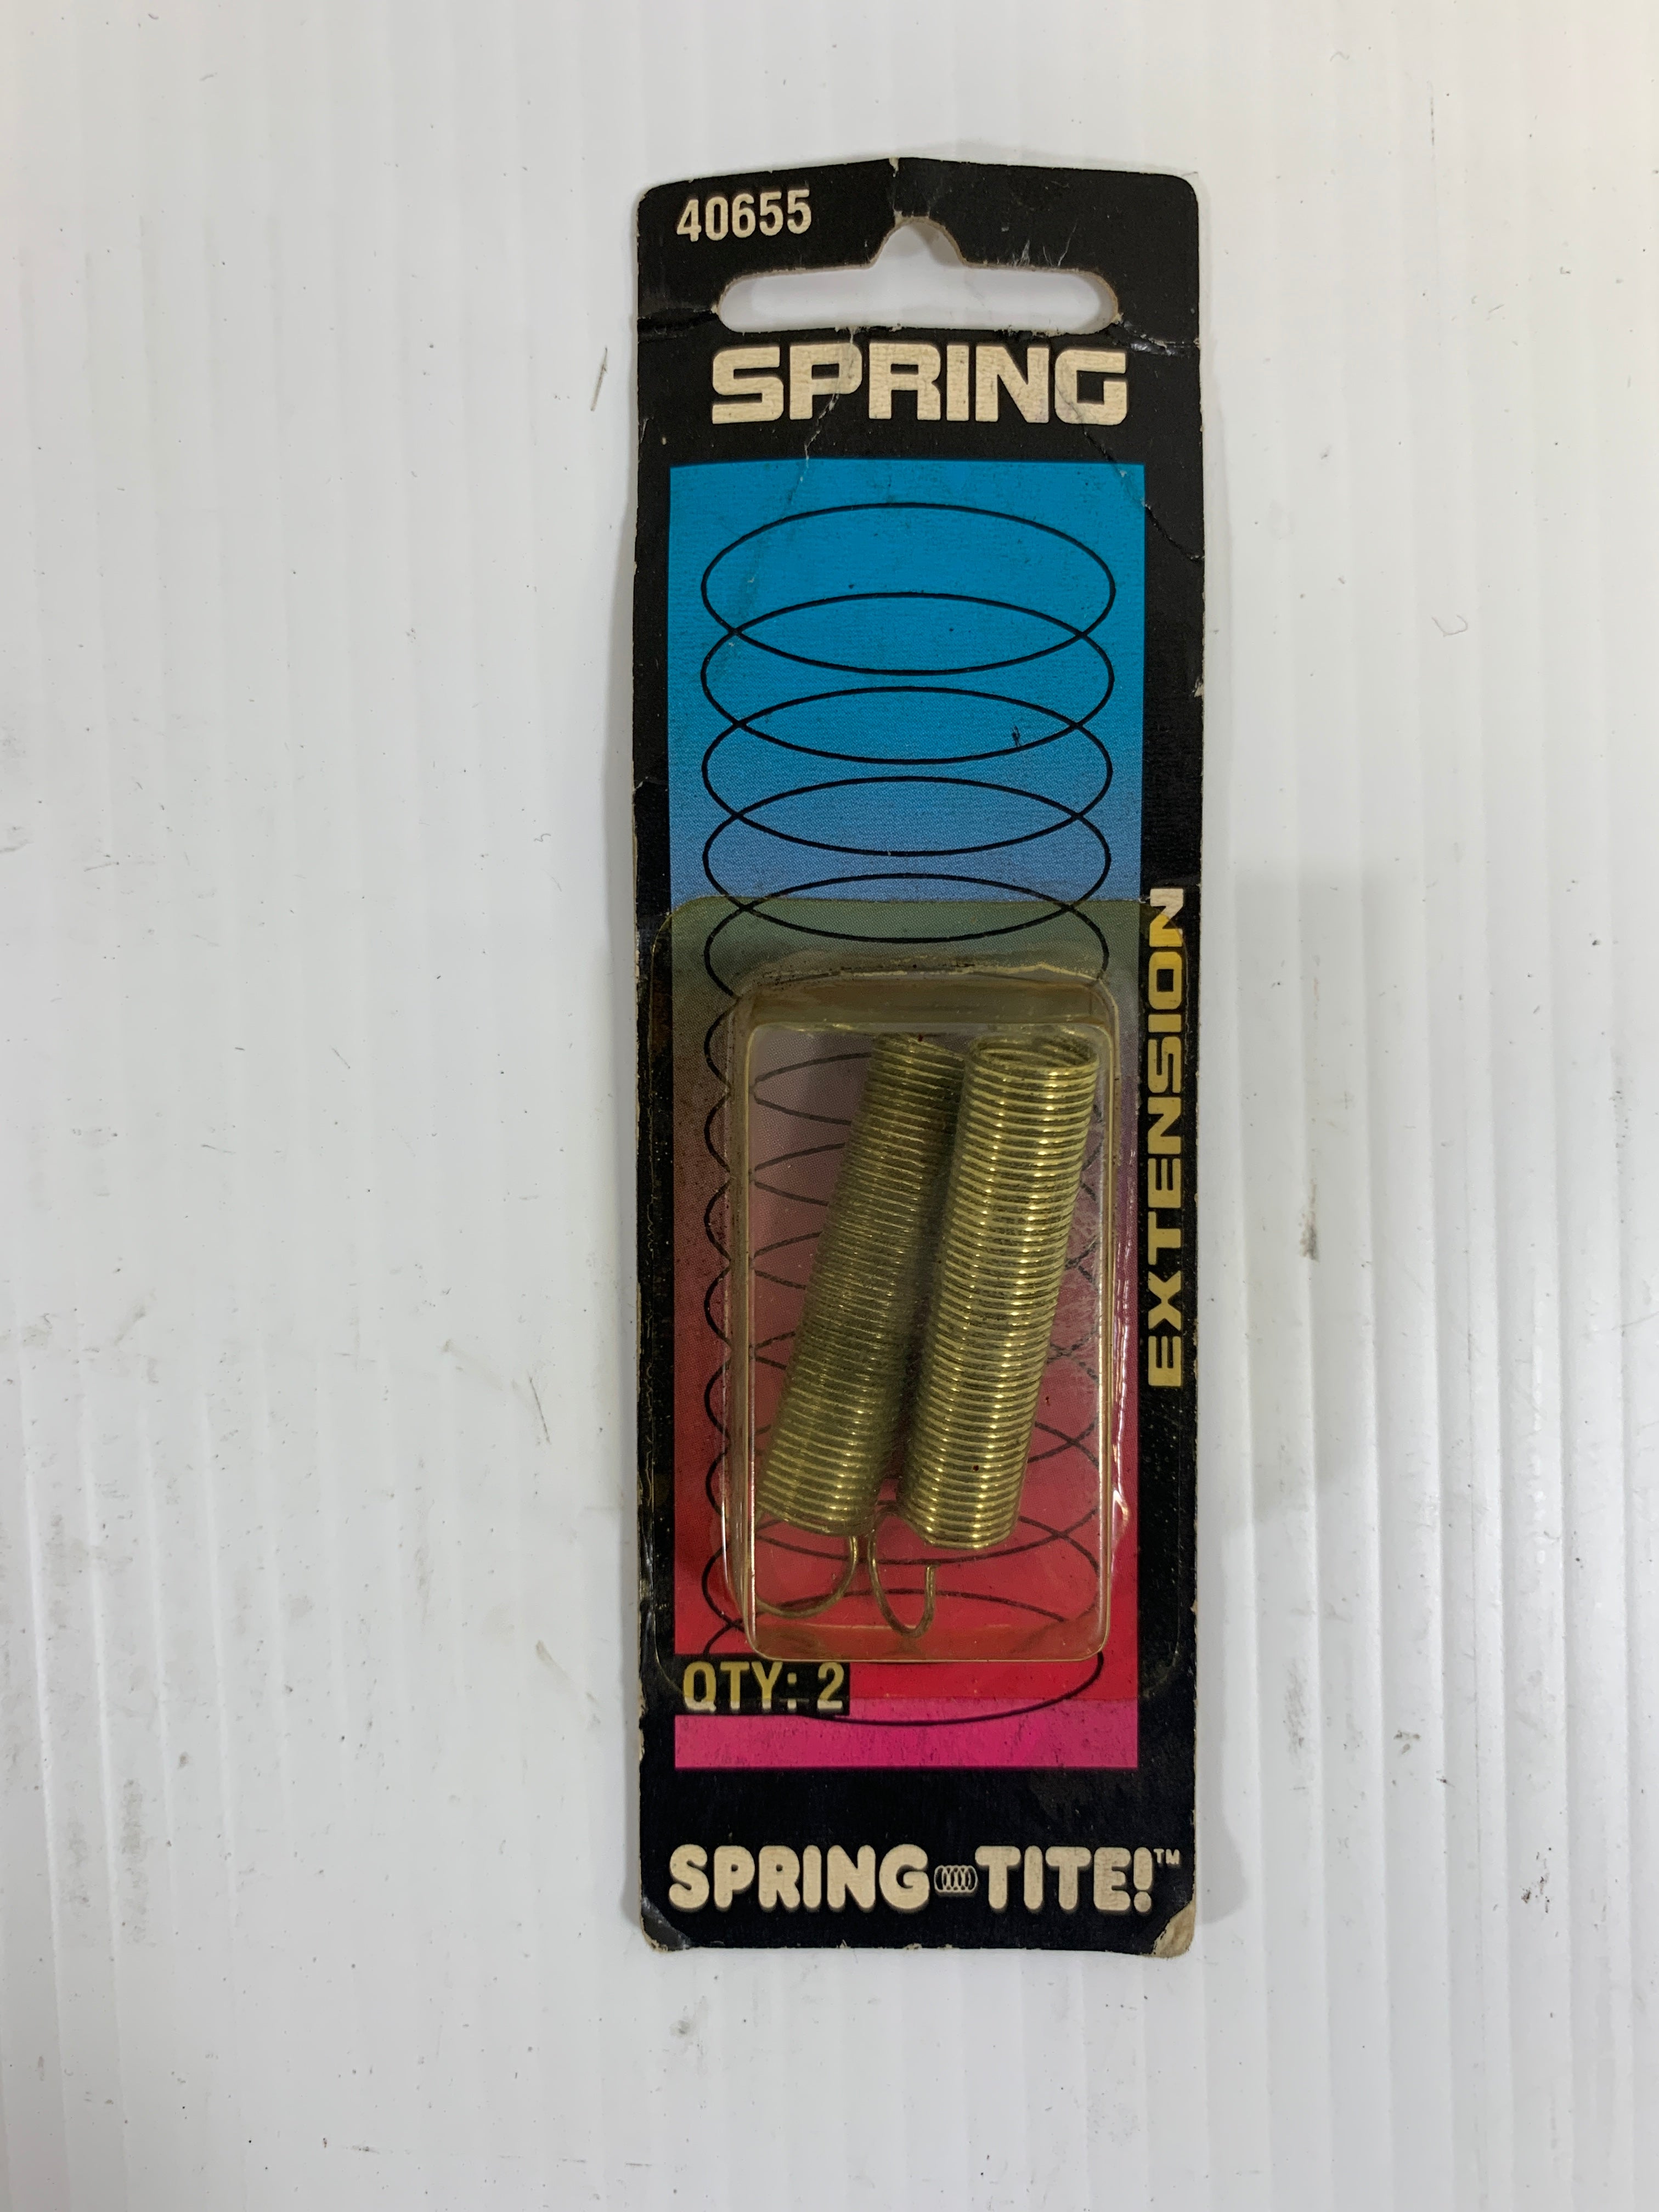 40655
SPRING
EXTENSION
QTY: 2
SPRING TITE!™